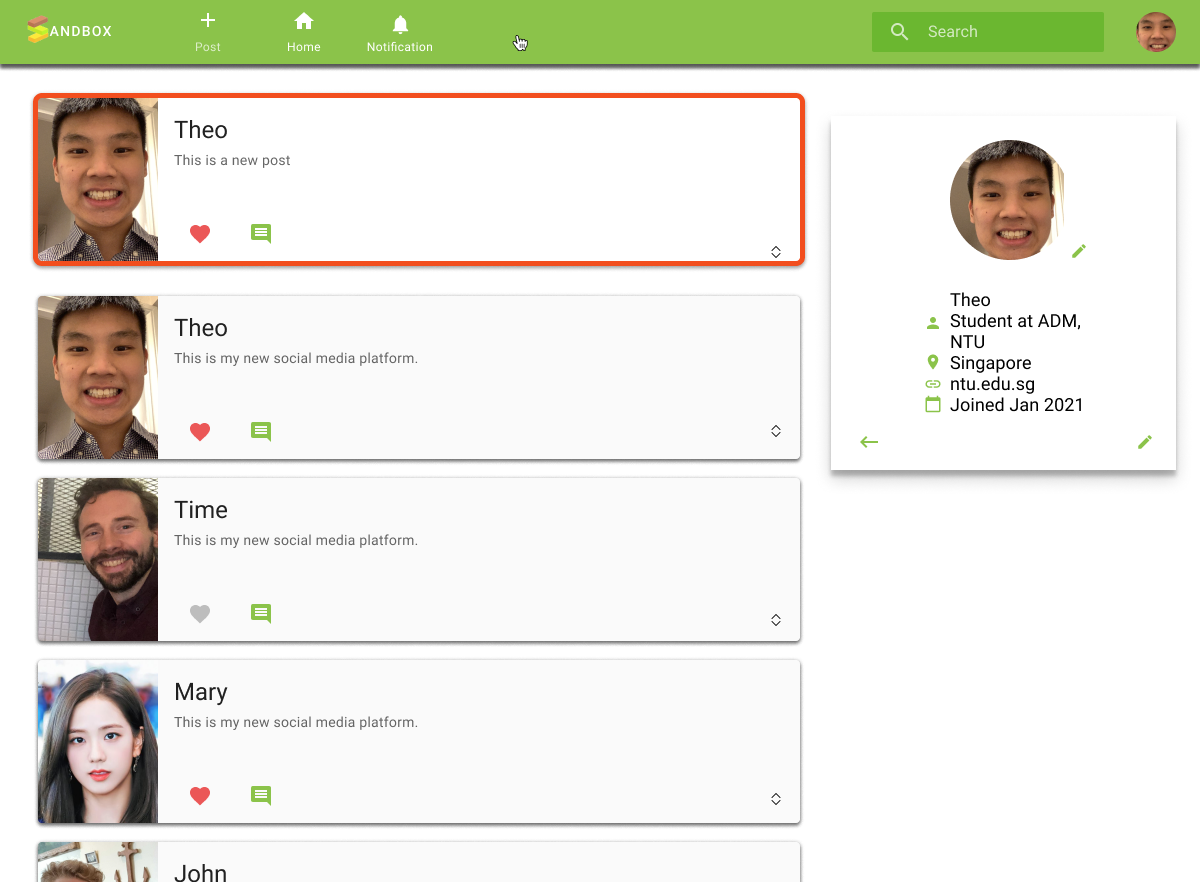 ANDBOX
Post
Home
Notification
Search
Theo
This is a new post
Theo
This is my new social media platform.
Time
This is my new social media platform.
Mary
This is my new social media platform.
John
Theo
Student at ADM,
NTU
Singapore
ntu.edu.sg
Joined Jan 2021